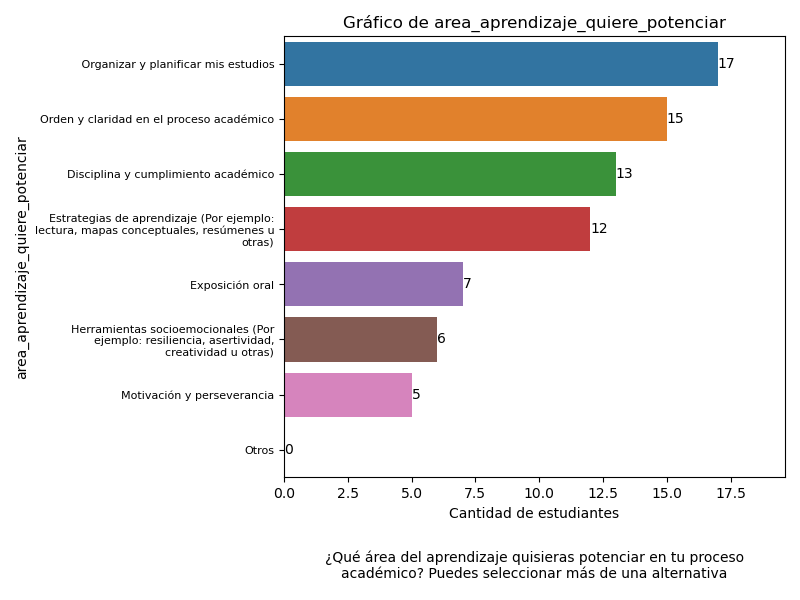 Gráfico de area_aprendizaje_quiere_potenciar
area_aprendizaje_quiere_potenciar
Organizar y planificar mis estudios
17
Orden y claridad en el proceso académico
15
Disciplina y cumplimiento académico
13
Estrategias de aprendizaje (Por ejemplo:
lectura, mapas conceptuales, resúmenes u
otras)
12
Exposición oral
7
Herramientas socioemocionales (Por
ejemplo: resiliencia, asertividad,
creatividad u otras)
6
Motivación y perseverancia
5
Otros
0
0.0 2.5 5.0 7.5 10.0 12.5 15.0 17.5
Cantidad de estudiantes
¿Qué área del aprendizaje quisieras potenciar en tu proceso
académico? Puedes seleccionar más de una alternativa